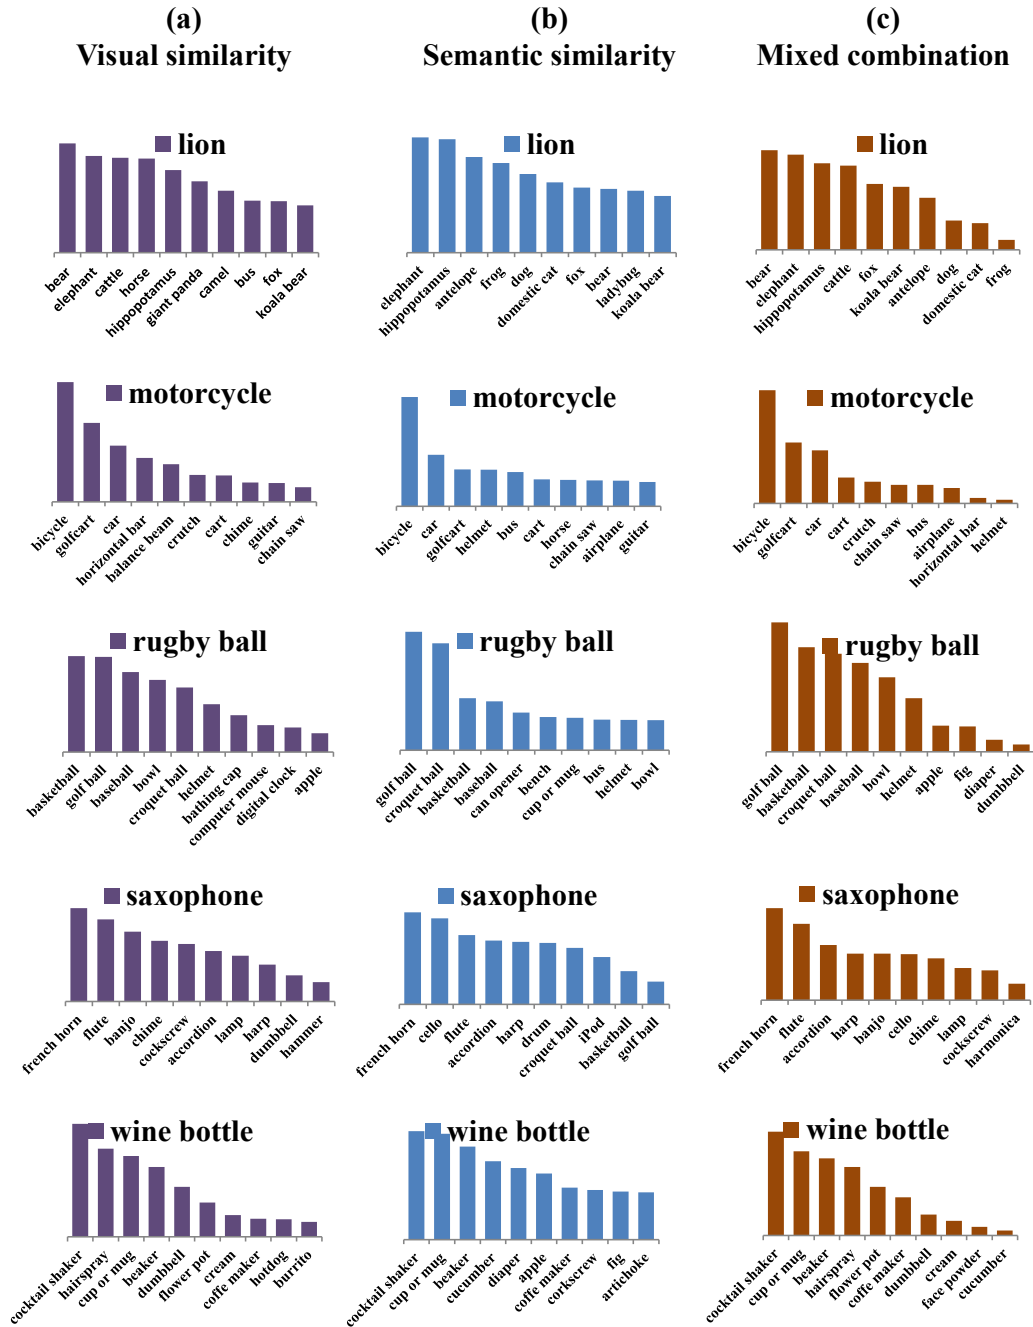 (a)
Visual similarity
(b)
Semantic similarity
(c)
Mixed combination
lion
bear
elephant
cattle
horse
hippopotamus
giant panda
camel
bus
fox
koala bear
lion
elephant
hippopotamus
antelope
frog
dog
domestic cat
fox
bear
ladybug
koala bear
lion
bear
elephant
hippopotamus
cattle
fox
koala bear
antelope
dog
domestic cat
frog
motorcycle
bicycle
golfcart
car
horizontal bar
balance beam
crutch
cart
chime
guitar
chain saw
motorcycle
bicycle
car
golfcart
helmet
bus
cart
horse
chain saw
airplane
guitar
motorcycle
bicycle
golfcart
car
cart
crutch
chain saw
bus
airplane
horizontal bar
helmet
rugby ball
basketball
golf ball
baseball
bowl
croquet ball
helmet
bathing cap
computer mouse
digital clock
apple
rugby ball
golf ball
croquet ball
basketball
baseball
can opener
bench
cup or mug
bus
helmet
bowl
rugby ball
golf ball
basketball
croquet ball
baseball
bowl
helmet
apple
fig
diaper
dumbbell
saxophone
french horn
flute
banjo
chime
cockscrew
accordion
lamp
harp
dumbbell
hammer
saxophone
french horn
cello
flute
accordion
harp
drum
croquet ball
iPod
basketball
golf ball
saxophone
french horn
flute
accordion
harp
banjo
cello
chime
lamp
cockscrew
harmonica
wine bottle
cocktail shaker
hairspray
cup or mug
beaker
dumbbell
flower pot
cream
coffe maker
hotdog
burrito
wine bottle
cocktail shaker
cup or mug
beaker
cucumber
diaper
apple
coffe maker
corkscrew
fig
artichoke
wine bottle
cocktail shaker
cup or mug
beaker
hairspray
flower pot
coffe maker
dumbbell
cream
face powder
cucumber